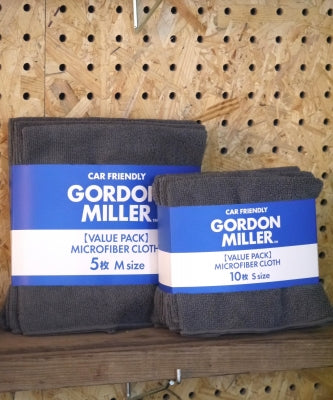 CAR FRIENDLY
GORDON
MILLER
[VALUE PACK]
MICROFIBER CLOTH
5枚 M size
CAR FRIENDLY
GORDON
MILLER
[VALUE PACK]
MICROFIBER CLOTH
10枚 S size